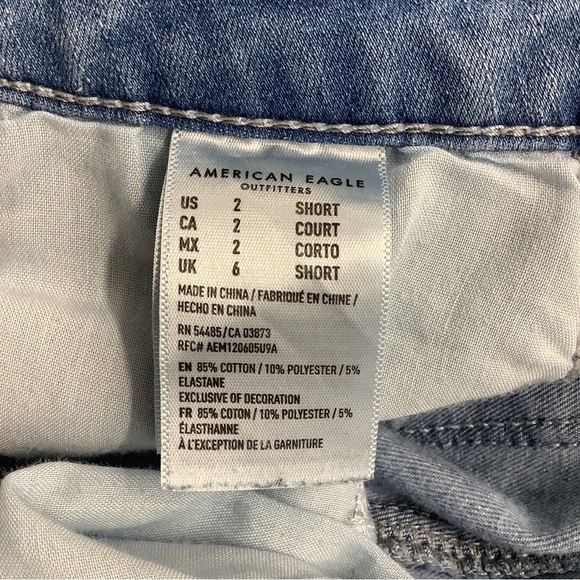 AMERICAN EAGLE
OUTFITTERS
US 2 SHORT
CA 2 COURT
MX 2 CORTO
UK 6 SHORT
MADE IN CHINA / FABRIQUÉ EN CHINE /
HECHO EN CHINA
RN 54485/CA 03873
RFC# AEM120605U9A
EN 85% COTTON / 10% POLYESTER / 5%
ELASTANE
EXCLUSIVE OF DECORATION
FR 85% COTON / 10% POLYESTER / 5%
ÉLASTHANNE
À L'EXCEPTION DE LA GARNITURE